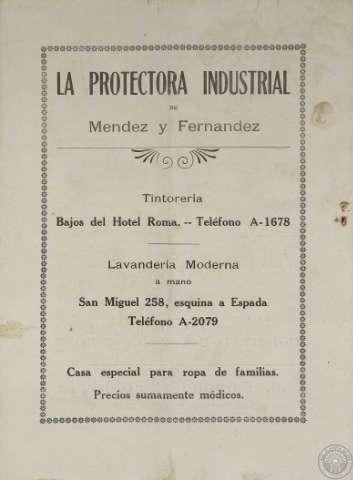 LA PROTECTORA INDUSTRIAL
DE
Mendez y Fernandez
Tintoreria
Bajos del Hotel Roma. -- Teléfono A-1678
Lavandería Moderna
a mano
San Miguel 258, esquina a Espada
Teléfono A-2079
Casa especial para ropa de familias.
Precios sumamente módicos.